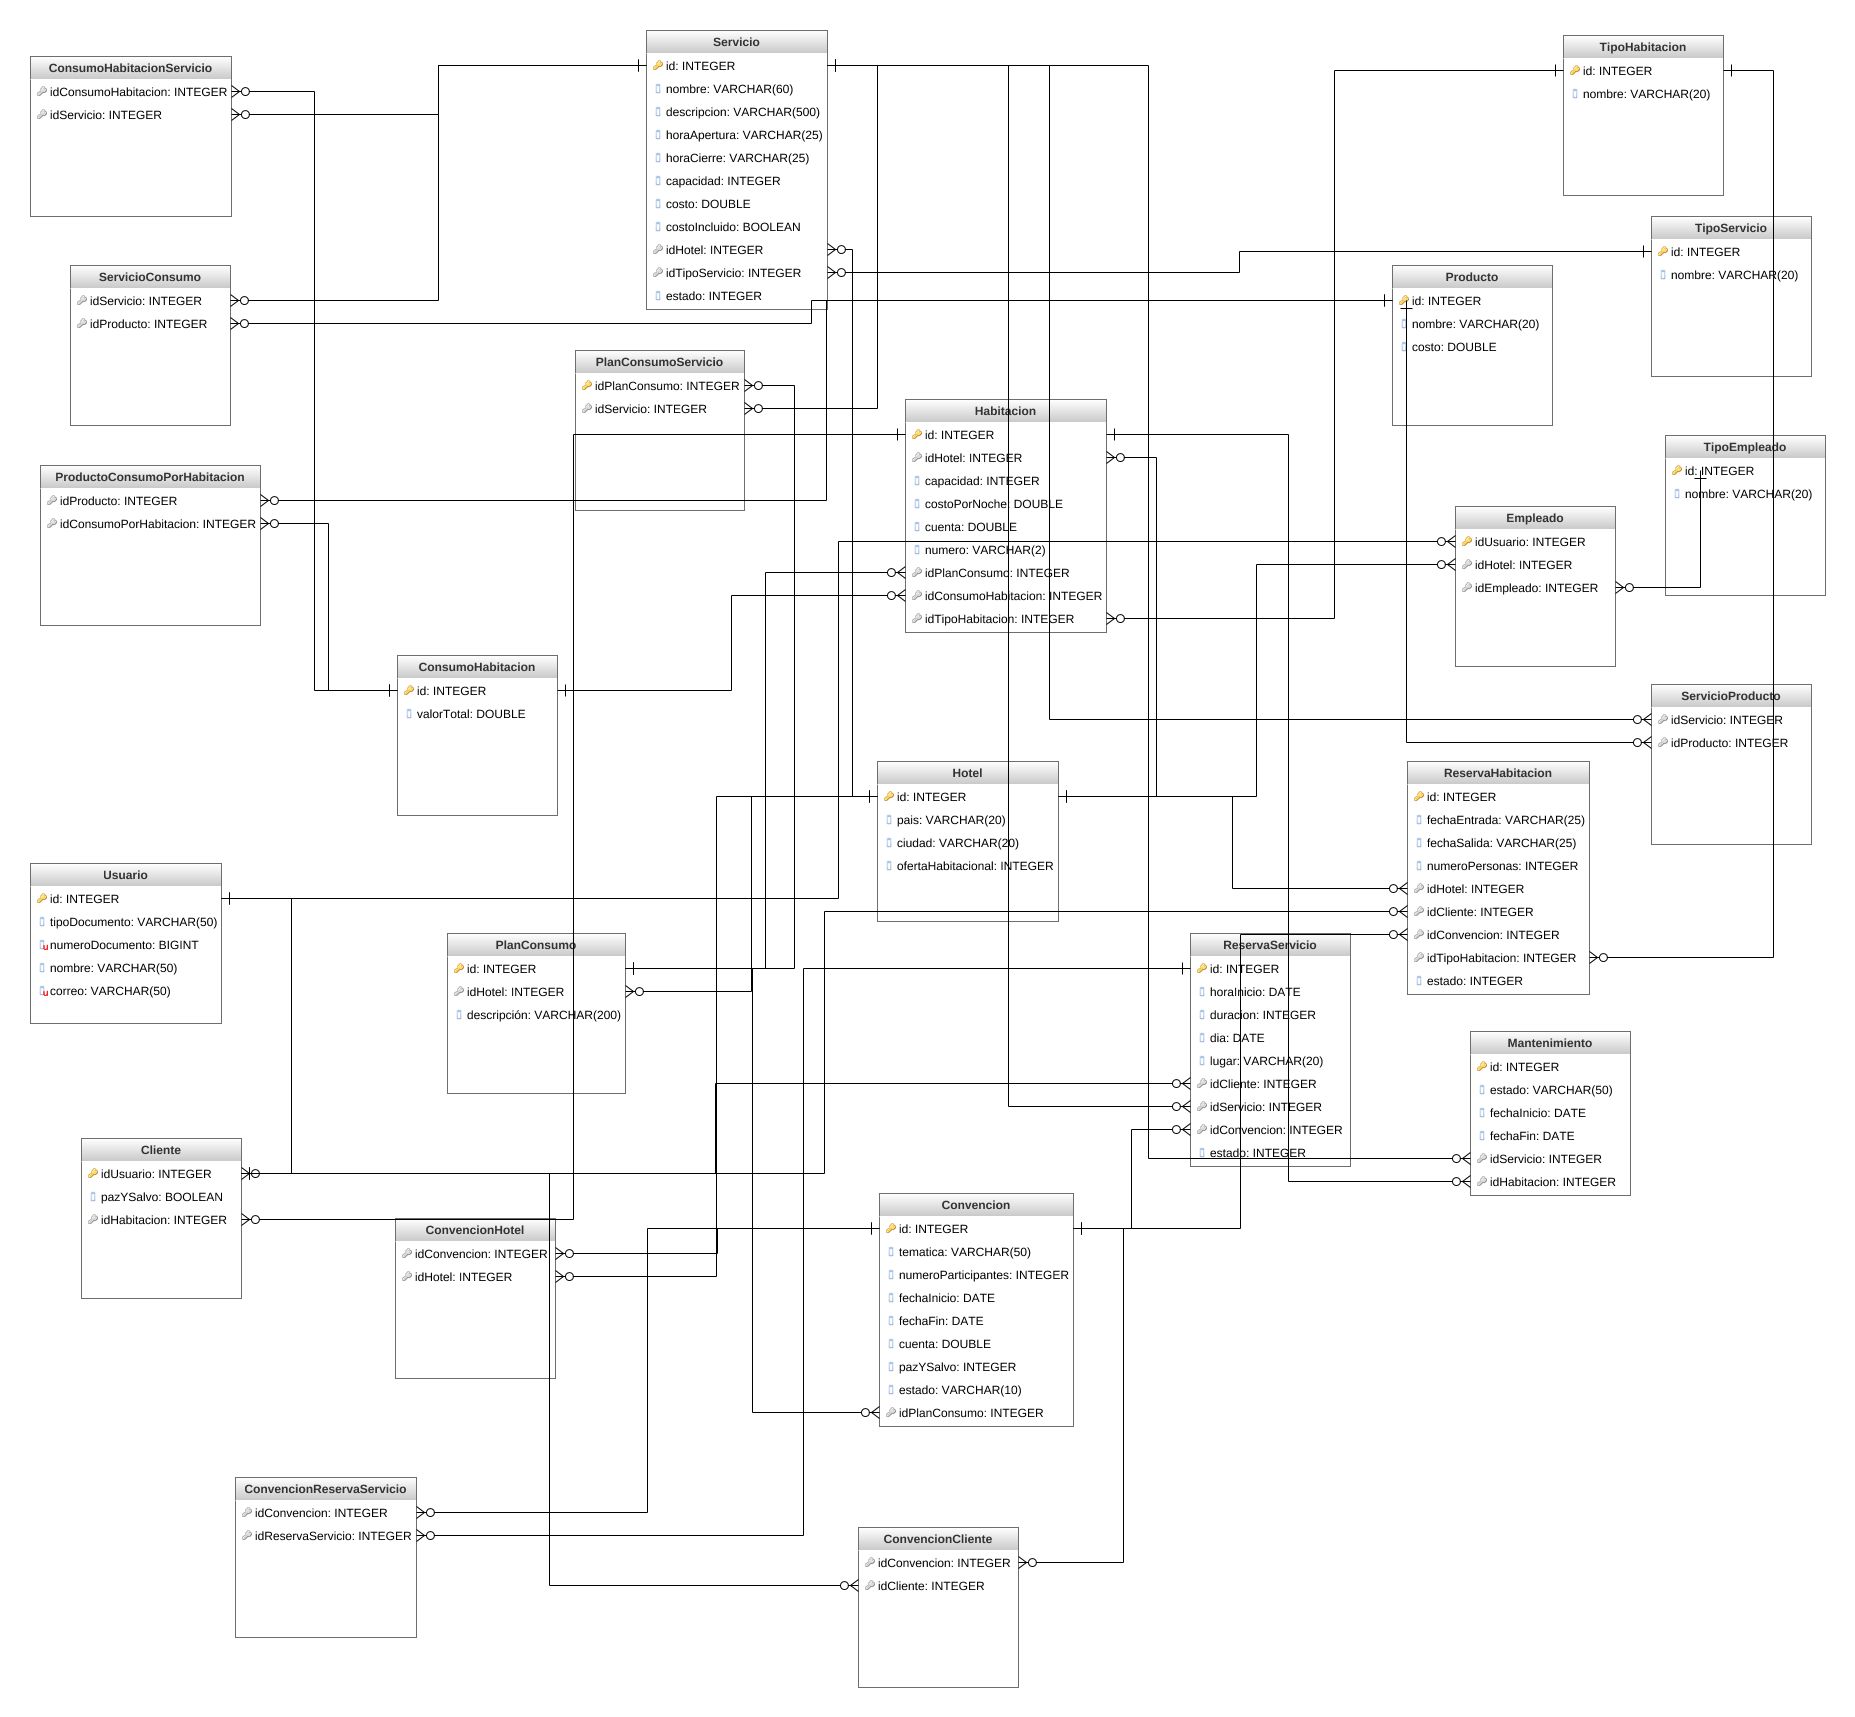 ConsumoHabitacionServicio
idConsumoHabitacion: INTEGER
idServicio: INTEGER
Servicio
id: INTEGER
nombre: VARCHAR(60)
descripcion: VARCHAR(500)
horaApertura: VARCHAR(25)
horaCierre: VARCHAR(25)
capacidad: INTEGER
costo: DOUBLE
costoIncluido: BOOLEAN
idHotel: INTEGER
idTipoServicio: INTEGER
estado: INTEGER
TipoHabitacion
id: INTEGER
nombre: VARCHAR(20)
TipoServicio
id: INTEGER
nombre: VARCHAR(20)
ServicioConsumo
idServicio: INTEGER
idProducto: INTEGER
Producto
id: INTEGER
nombre: VARCHAR(20)
costo: DOUBLE
PlanConsumoServicio
idPlanConsumo: INTEGER
idServicio: INTEGER
Habitacion
id: INTEGER
idHotel: INTEGER
capacidad: INTEGER
costoPorNoche: DOUBLE
cuenta: DOUBLE
numero: VARCHAR(2)
idPlanConsumo: INTEGER
idConsumoHabitacion: INTEGER
idTipoHabitacion: INTEGER
TipoEmpleado
id: INTEGER
nombre: VARCHAR(20)
ProductoConsumoPorHabitacion
idProducto: INTEGER
idConsumoPorHabitacion: INTEGER
Empleado
idUsuario: INTEGER
idHotel: INTEGER
idEmpleado: INTEGER
ConsumoHabitacion
id: INTEGER
valorTotal: DOUBLE
ServicioProducto
idServicio: INTEGER
idProducto: INTEGER
Hotel
id: INTEGER
pais: VARCHAR(20)
ciudad: VARCHAR(20)
ofertaHabitacional: INTEGER
ReservaHabitacion
id: INTEGER
fechaEntrada: VARCHAR(25)
fechaSalida: VARCHAR(25)
numeroPersonas: INTEGER
idHotel: INTEGER
idCliente: INTEGER
idConvencion: INTEGER
idTipoHabitacion: INTEGER
estado: INTEGER
Usuario
id: INTEGER
tipoDocumento: VARCHAR(50)
numeroDocumento: BIGINT
nombre: VARCHAR(50)
correo: VARCHAR(50)
PlanConsumo
id: INTEGER
idHotel: INTEGER
descripción: VARCHAR(200)
ReservaServicio
id: INTEGER
horaInicio: DATE
duracion: INTEGER
dia: DATE
lugar: VARCHAR(20)
idCliente: INTEGER
idServicio: INTEGER
idConvencion: INTEGER
estado: INTEGER
Mantenimiento
id: INTEGER
estado: VARCHAR(50)
fechaInicio: DATE
fechaFin: DATE
idServicio: INTEGER
idHabitacion: INTEGER
Cliente
idUsuario: INTEGER
pazYSalvo: BOOLEAN
idHabitacion: INTEGER
ConvencionHotel
idConvencion: INTEGER
idHotel: INTEGER
Convencion
id: INTEGER
tematica: VARCHAR(50)
numeroParticipantes: INTEGER
fechaInicio: DATE
fechaFin: DATE
cuenta: DOUBLE
pazYSalvo: INTEGER
estado: VARCHAR(10)
idPlanConsumo: INTEGER
ConvencionReservaServicio
idConvencion: INTEGER
idReservaServicio: INTEGER
ConvencionCliente
idConvencion: INTEGER
idCliente: INTEGER